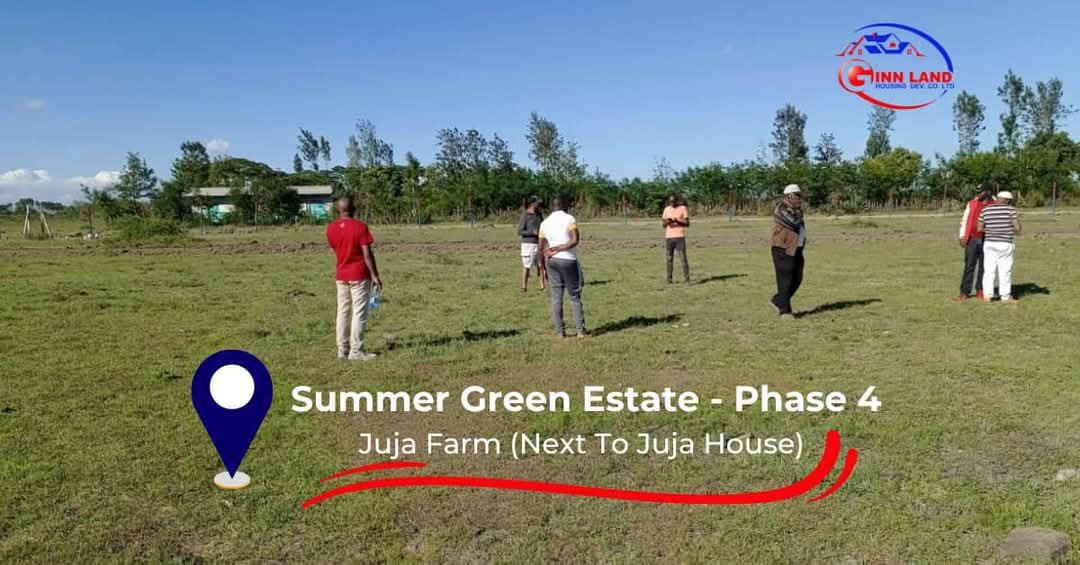 GINN LAND
HOUSING DEV. CO. LTD
Summer Green Estate - Phase 4
Juja Farm (Next To Juja House)